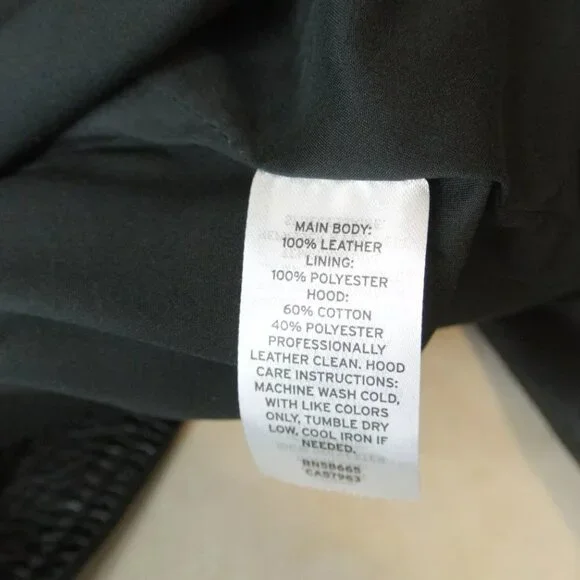 MAIN BODY:
100% LEATHER
LINING:
100% POLYESTER
HOOD:
60% COTTON
40% POLYESTER
PROFESSIONALLY
LEATHER CLEAN. HOOD
CARE INSTRUCTIONS:
MACHINE WASH COLD,
WITH LIKE COLORS
ONLY, TUMBLE DRY
LOW, COOL IRON IF
NEEDED.
RN58665
CA57963